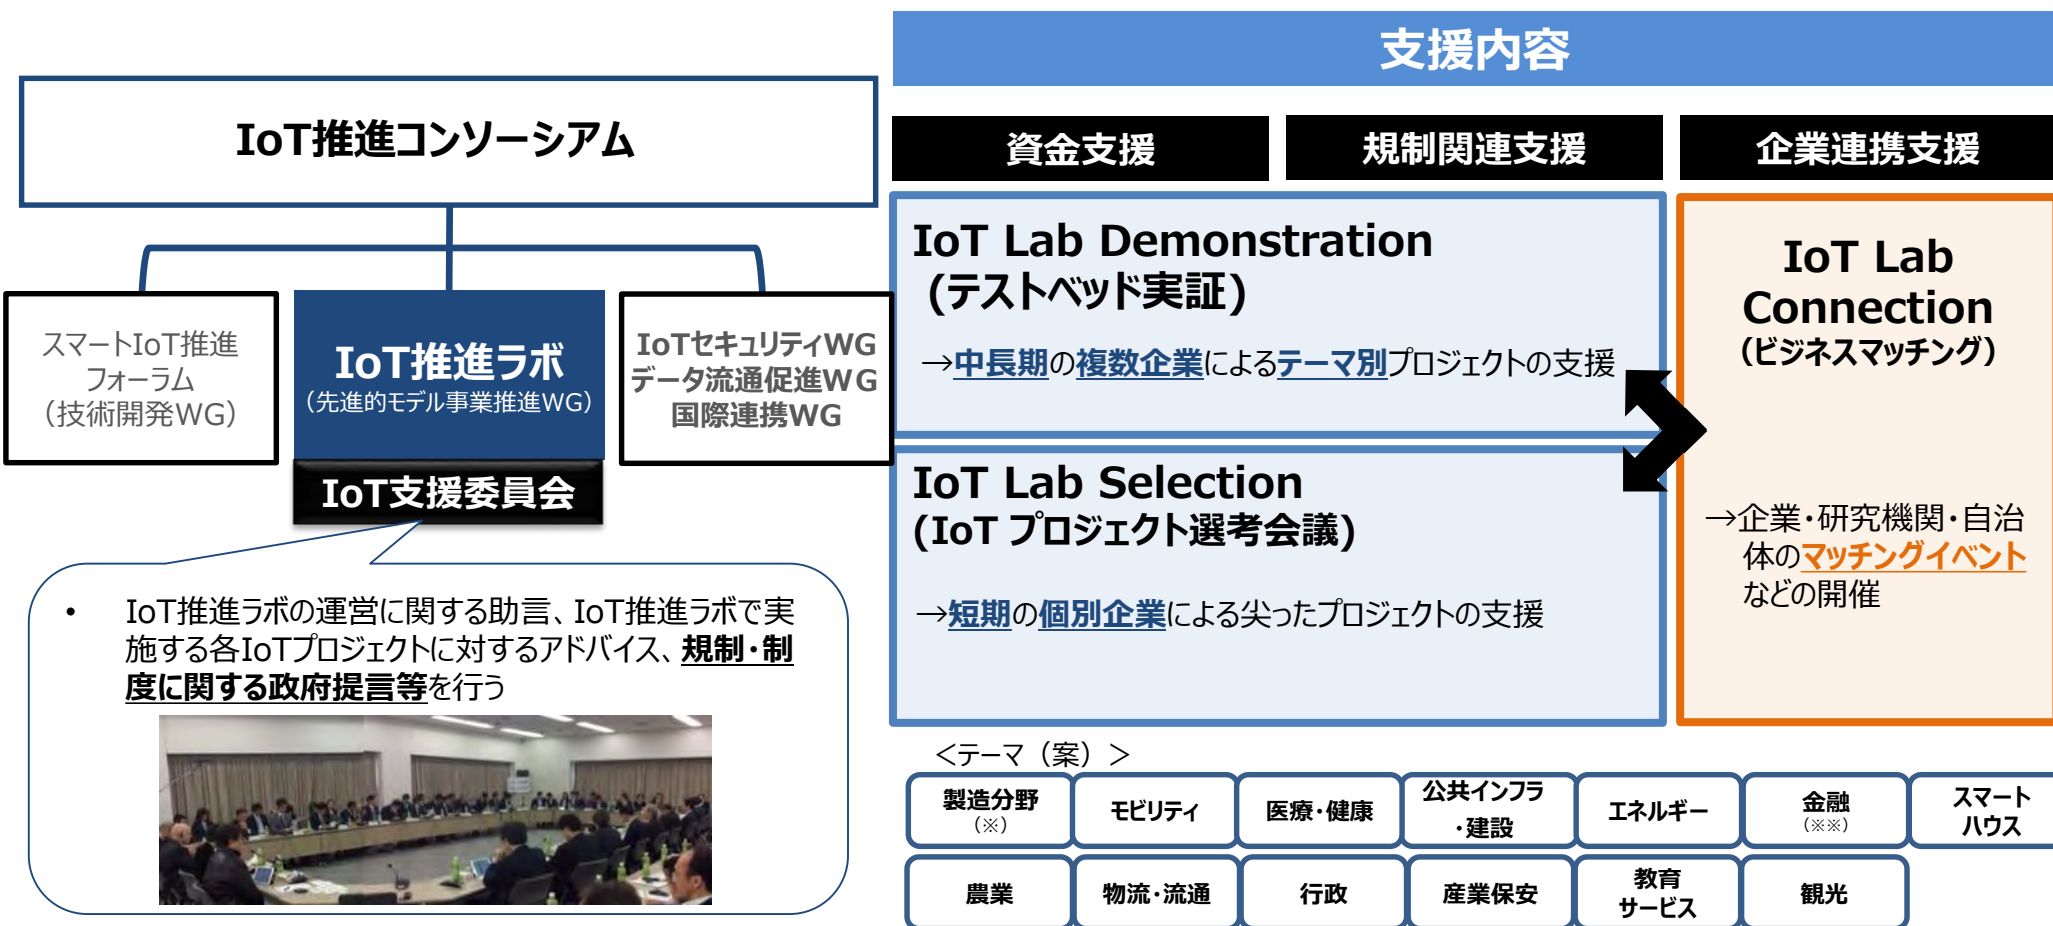 支援内容
IoT推進コンソーシアム
資金支援
規制関連支援
企業連携支援
スマートIoT推進
フォーラム
（技術開発WG）
IoT推進ラボ
（先進的モデル事業推進WG）
IoTセキュリティWG
データ流通促進WG
国際連携WG
IoT支援委員会
• IoT推進ラボの運営に関する助言、IoT推進ラボで実
施する各IoTプロジェクトに対するアドバイス、規制・制
度に関する政府提言等を行う
IoT Lab Demonstration
(テストベッド実証)
→中長期の複数企業によるテーマ別プロジェクトの支援
IoT Lab Selection
(IoT プロジェクト選考会議)
→短期の個別企業による尖ったプロジェクトの支援
IoT Lab
Connection
（ビジネスマッチング）
→企業・研究機関・自治
体のマッチングイベント
などの開催
＜テーマ（案）＞
製造分野
（※）
モビリティ
医療・健康
公共インフラ
・建設
エネルギー
金融
（※※）
スマート
ハウス
農業
物流・流通
行政
産業保安
教育
サービス
観光